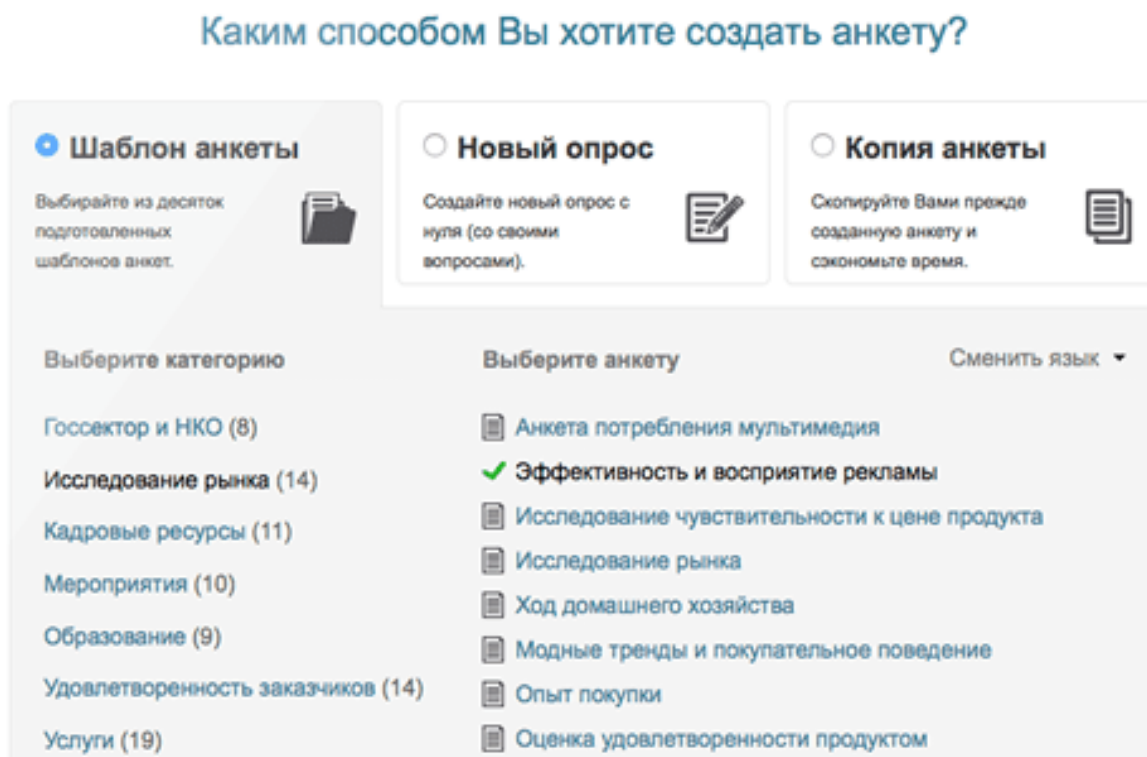 Каким способом Вы хотите создать анкету?
Шаблон анкеты
Выбирайте из десяток
подготовленных
шаблонов анкет.
Новый опрос
Создайте новый опрос с
нуля (со своими
вопросами).
Копия анкеты
Скопируйте Вами прежде
созданную анкету и
сэкономьте время.
Выберите категорию
Госсектор и НКО (8)
Исследование рынка (14)
Кадровые ресурсы (11)
Мероприятия (10)
Образование (9)
Удовлетворенность заказчиков (14)
Услуги (19)
Выберите анкету
Сменить язык
Анкета потребления мультимедия
Эффективность и восприятие рекламы
Исследование чувствительности к цене продукта
Исследование рынка
Ход домашнего хозяйства
Модные тренды и покупательное поведение
Опыт покупки
Оценка удовлетворенности продуктом